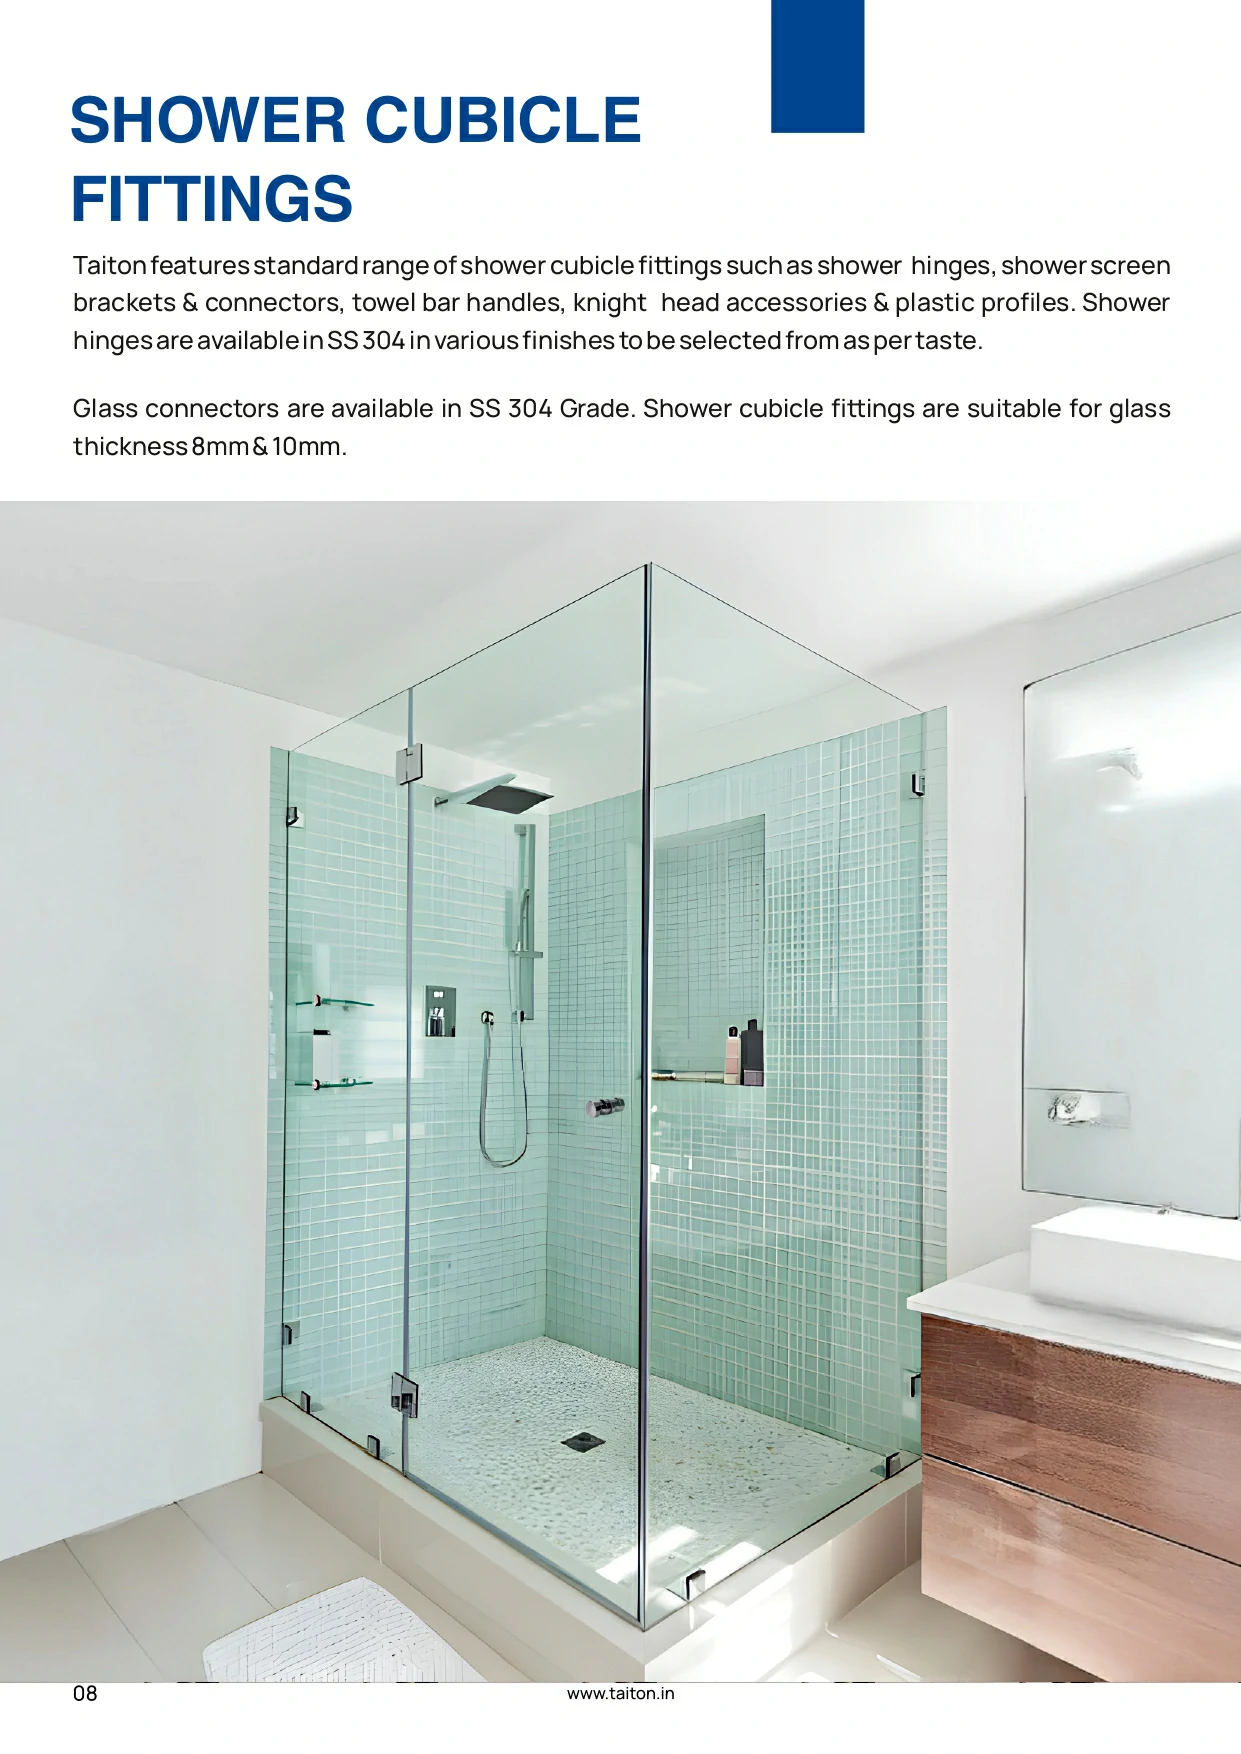 SHOWER CUBICLE
FITTINGS
Taiton features standard range of shower cubicle fittings such as shower hinges, shower screen
brackets & connectors, towel bar handles, knight head accessories & plastic profiles. Shower
hinges are available in SS 304 in various finishes to be selected from as per taste.
Glass connectors are available in SS 304 Grade. Shower cubicle fittings are suitable for glass
thickness 8mm & 10mm.
08
www.taiton.in